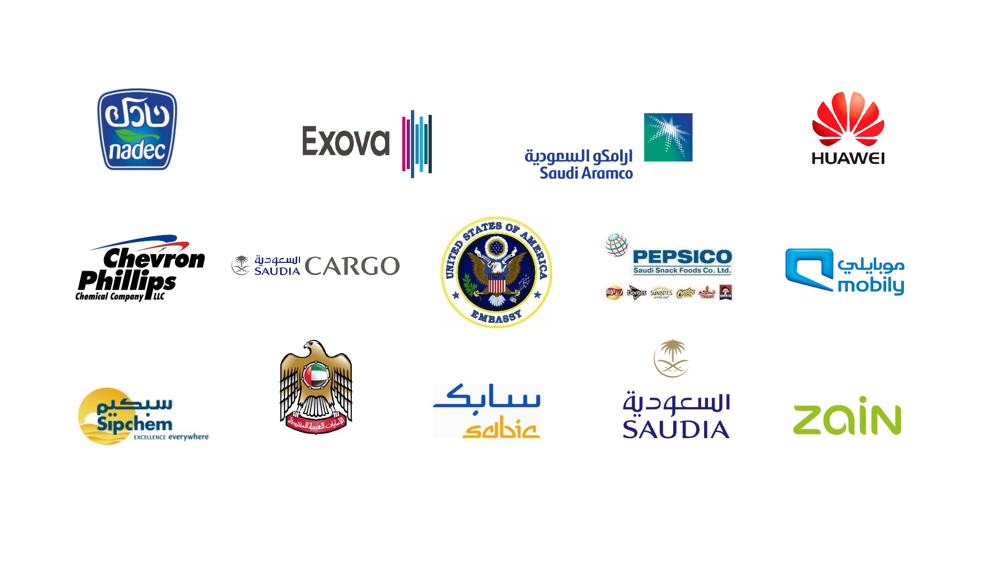 نادك
nadec
Exova
أرامكو السعودية
Saudi Aramco
HUAWEI
Chevron
Phillips
Chemical Company LLC
السعودية
SAUDIA
CARGO
UNITED STATES OF AMERICA
EMBASSY
PEPSICO
Saudi Snack Foods Co. Ltd.
Lay's ليز Doritos SUNBITES Cheetos Tasali QUAKER
موبايلي
mobily
سبكيم
Sipchem
EXCELLENCE everywhere
الإمارات العربية المتحدة
سابك
sabic
السعودية
SAUDIA
zain